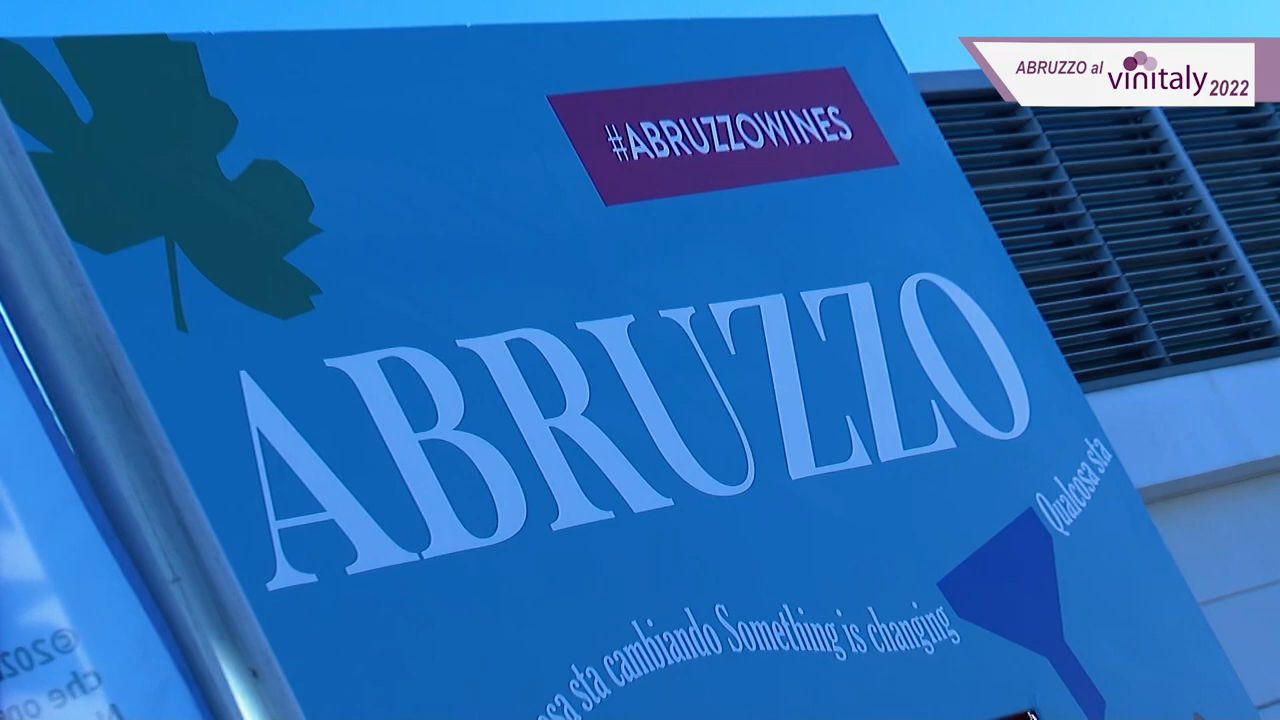 ABRUZZO al vinitaly 2022
#ABRUZZOWINES
ABRUZZO
Qualcosa sta
sta cambiando Something is changing